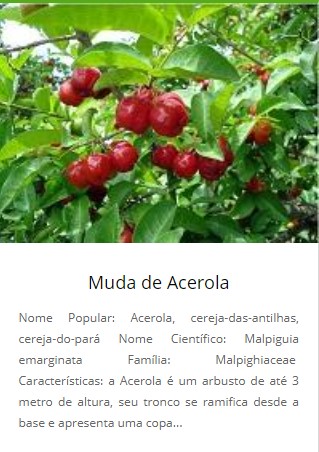 Muda de Acerola
Nome Popular: Acerola, cereja-das-antilhas,
cereja-do-pará Nome Científico: Malpiguia
emarginata Família: Malpighiaceae
Características: a Acerola é um arbusto de até 3
metro de altura, seu tronco se ramifica desde a
base e apresenta uma copa...